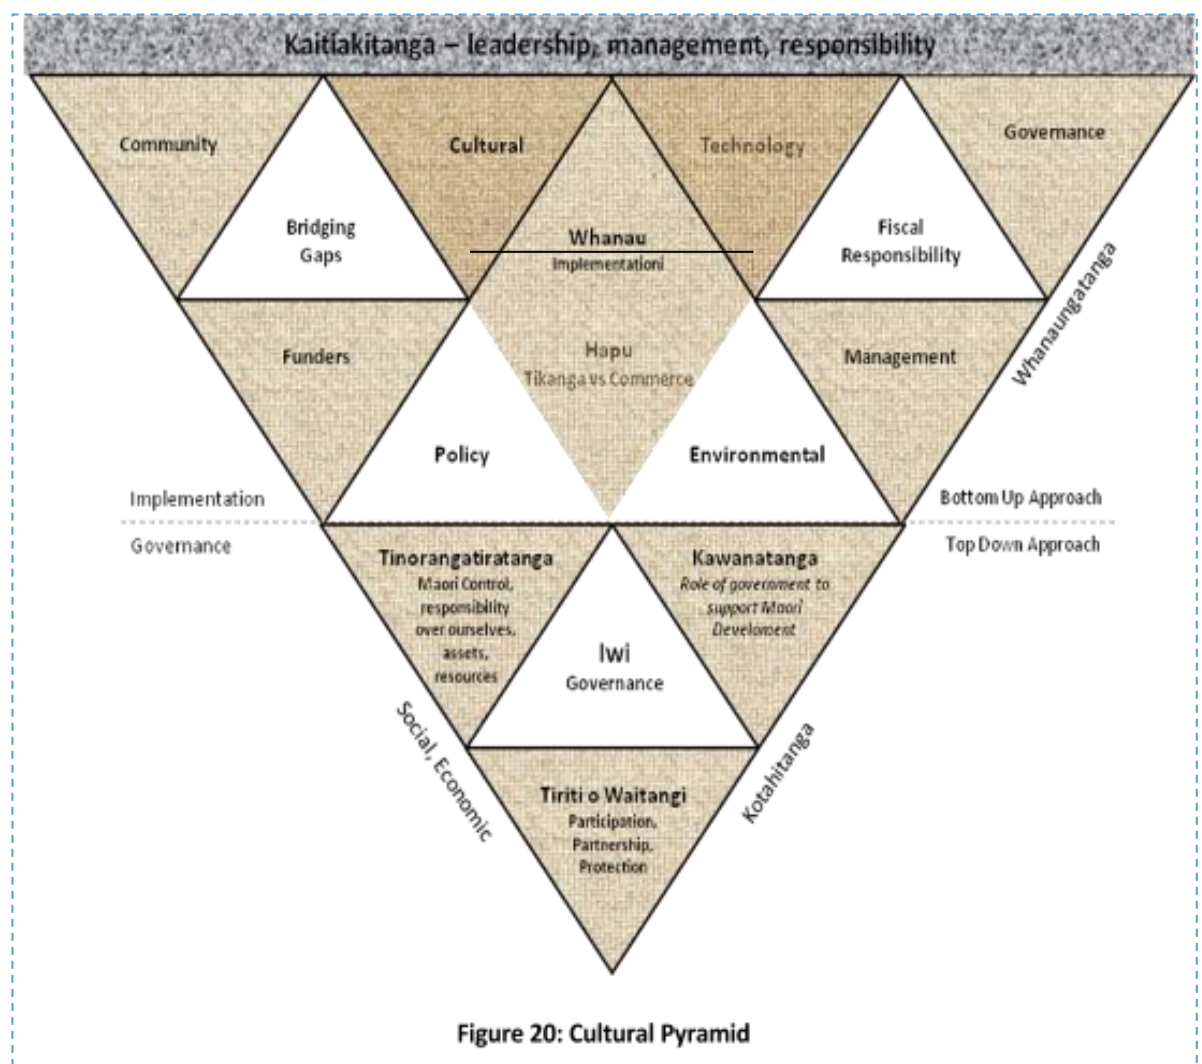 Kaitiakitanga – leadership, management, responsibility
Community
Cultural
Technology
Governance
Bridging
Gaps
Whanau
Implementationi
Fiscal
Responsibility
Whanaungatanga
Funders
Hapu
Tikanga vs Commerce
Management
Policy
Environmental
Implementation
Bottom Up Approach
Governance
Top Down Approach
Tinorangatiratanga
Maori Control,
responsibility
over ourselves,
assets,
resources
Kawanatanga
Role of government to
support Maori
Develoment
Iwi
Governance
Social, Economic
Kotahitanga
Tiriti o Waitangi
Participation,
Partnership,
Protection
Figure 20: Cultural Pyramid